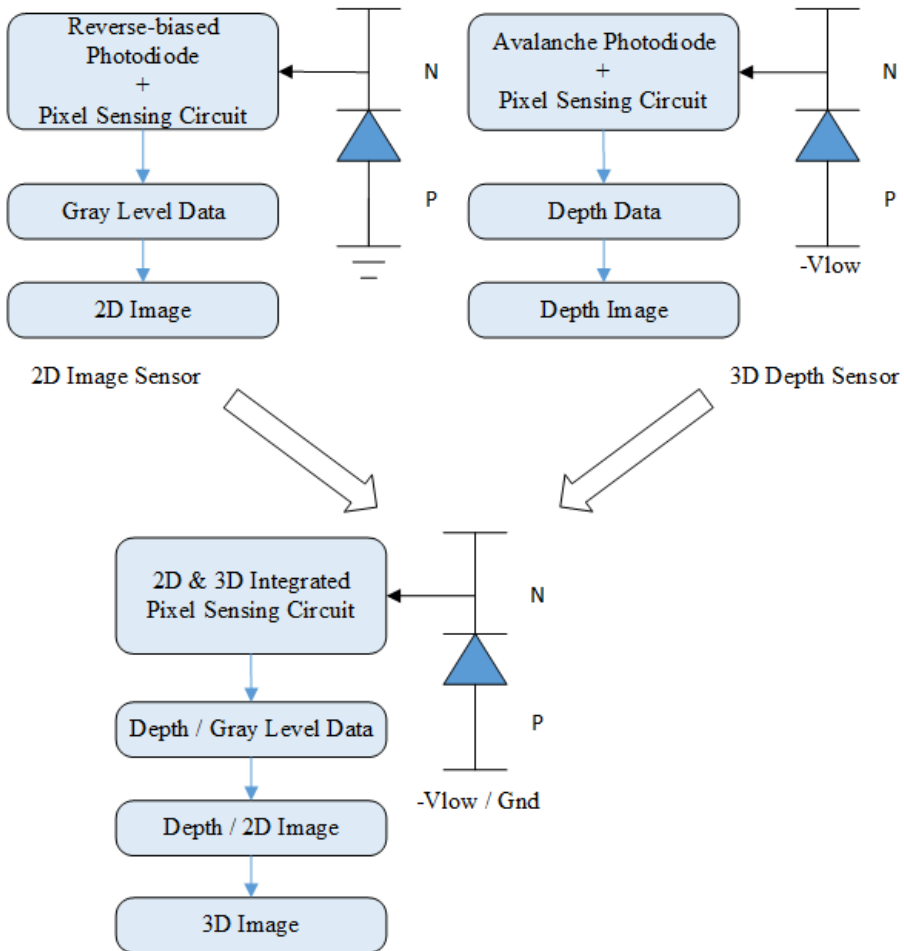 Reverse-biased
Photodiode
+
Pixel Sensing Circuit
N
P
Gray Level Data
2D Image
2D Image Sensor
Avalanche Photodiode
+
Pixel Sensing Circuit
N
P
Depth Data
-Vlow
Depth Image
3D Depth Sensor
2D & 3D Integrated
Pixel Sensing Circuit
N
P
Depth / Gray Level Data
-Vlow / Gnd
Depth / 2D Image
3D Image